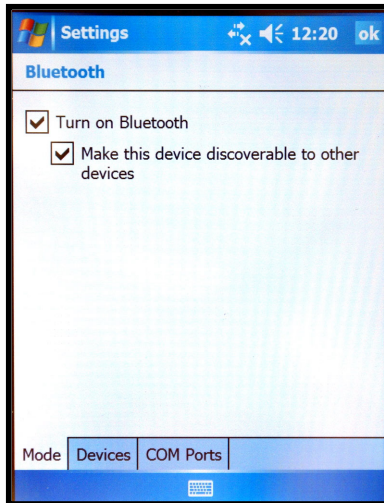 Settings 12:20 ok
Bluetooth
Turn on Bluetooth
Make this device discoverable to other
devices
Mode Devices COM Ports